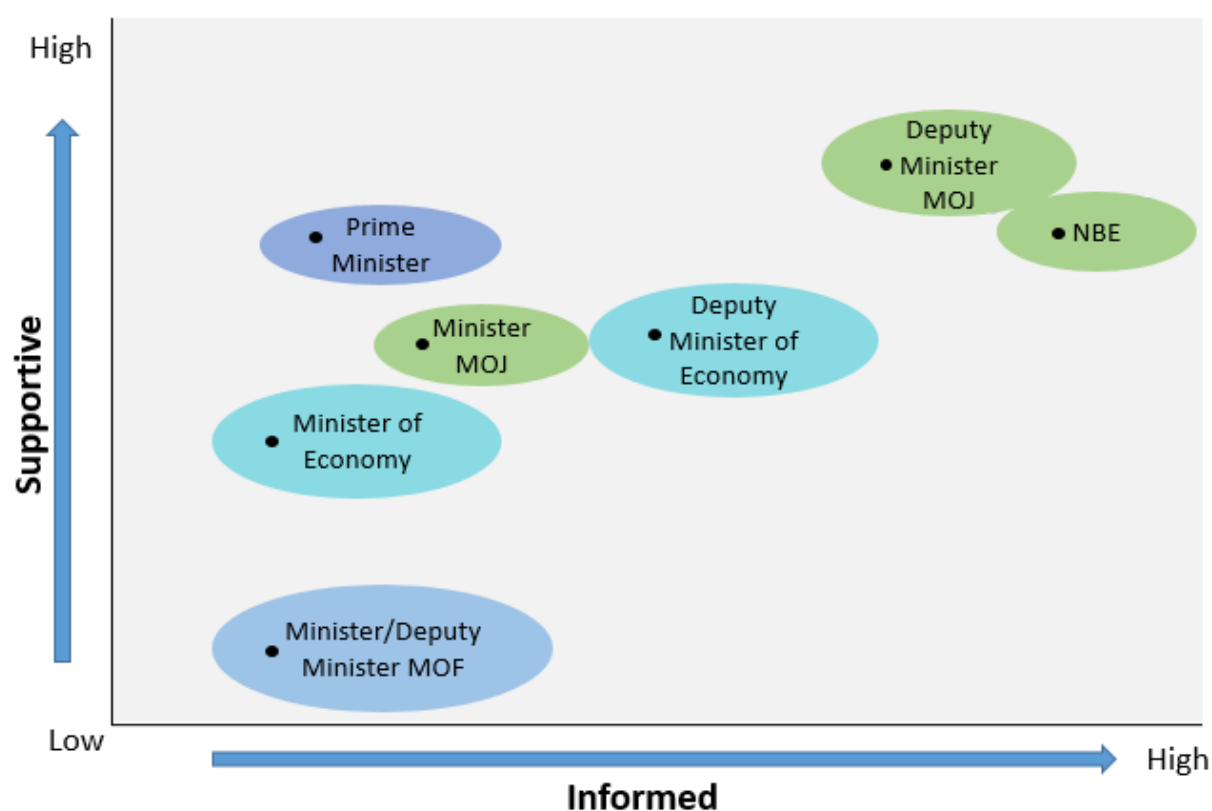 High
Deputy
Minister
MOJ
Prime
Minister
NBE
Minister
MOJ
Deputy
Minister of
Economy
Minister of
Economy
Supportive
Minister/Deputy
Minister MOF
Low
High
Informed